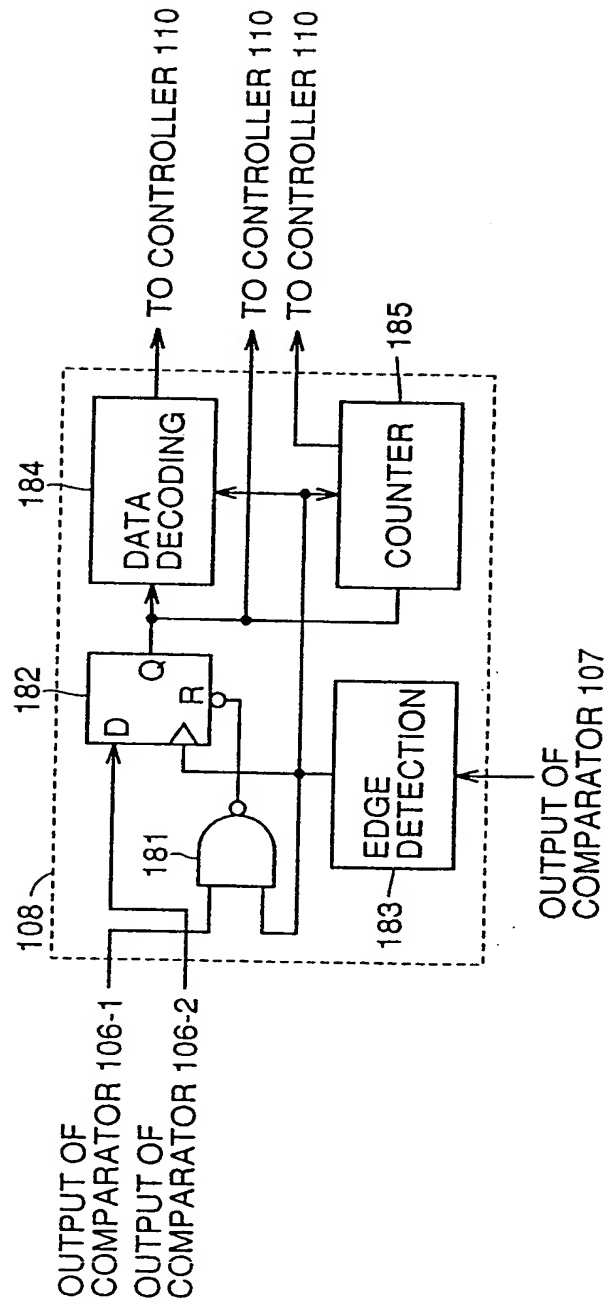 108
OUTPUT OF
COMPARATOR 106-1
OUTPUT OF
COMPARATOR 106-2
181
182
D
Q
R
184
DATA
DECODING
TO CONTROLLER 110
TO CONTROLLER 110
TO CONTROLLER 110
185
COUNTER
EDGE
DETECTION
183
OUTPUT OF
COMPARATOR 107